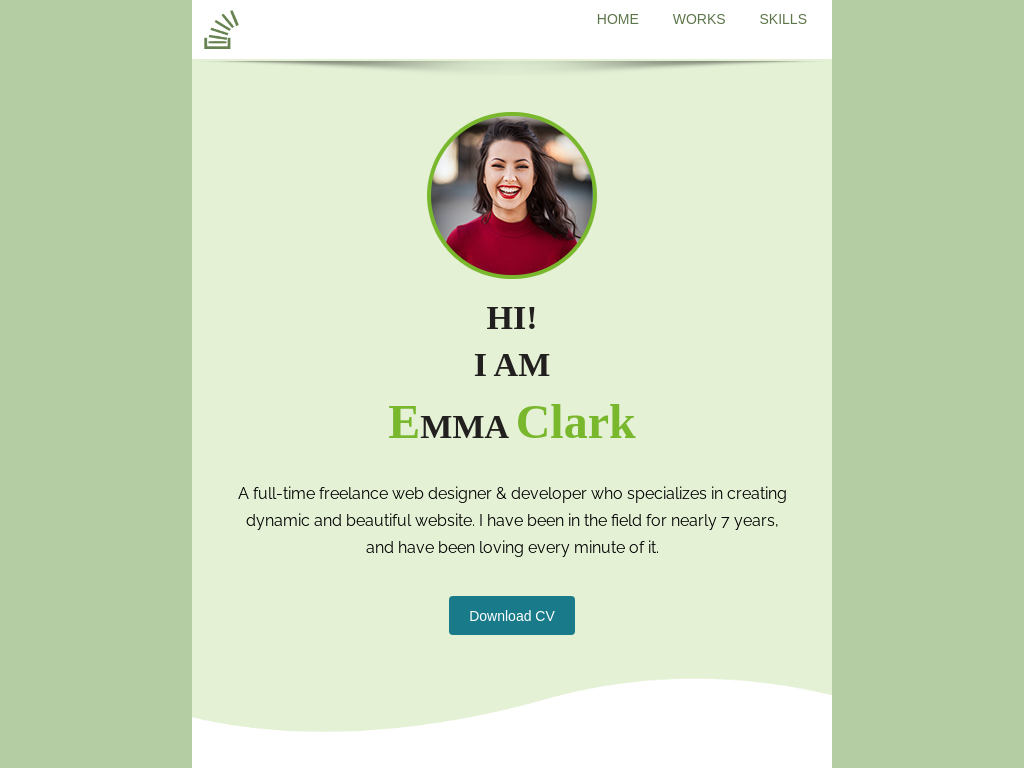 HOME WORKS SKILLS
HI!
I AM
EMMA Clark
A full-time freelance web designer & developer who specializes in creating
dynamic and beautiful website. I have been in the field for nearly 7 years,
and have been loving every minute of it.
Download CV